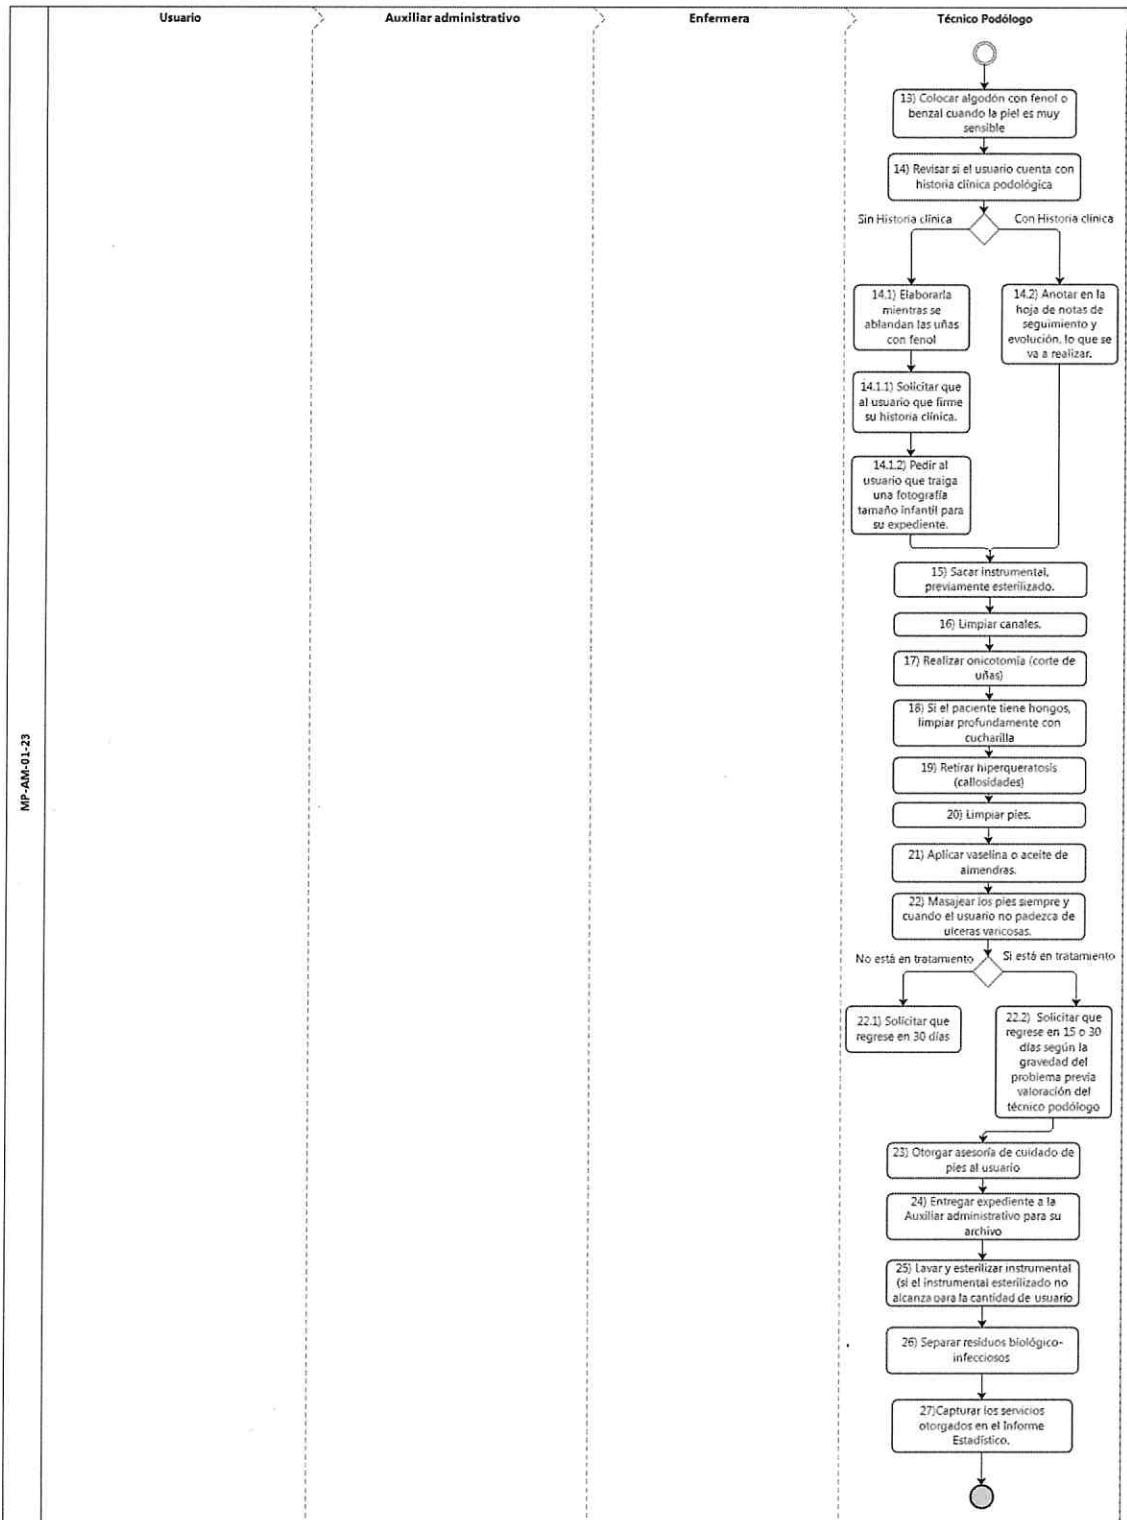 Usuario
Auxiliar administrativo
Enfermera
Técnico Podólogo
MP-AM-01-23
13) Colocar algodón con fenol o
benzal cuando la piel es muy
sensible
14) Revisar si el usuario cuenta con
historia clínica podológica
Sin Historia clínica
Con Historia clínica
14.1) Elaborarla
mientras se
ablandan las uñas
con fenol
14.2) Anotar en la
hoja de notas de
seguimiento y
evolución, lo que se
va a realizar.
14.1.1) Solicitar que
al usuario que firme
su historia clínica.
14.1.2) Pedir al
usuario que traiga
una fotografía
tamaño infantil para
su expediente.
15) Sacar instrumental,
previamente esterilizado.
16) Limpiar canales.
17) Realizar onicotomía (corte de
uñas)
18) Si el paciente tiene hongos,
limpiar profundamente con
cucharilla
19) Retirar hiperqueratosis
(callosidades)
20) Limpiar pies.
21) Aplicar vaselina o aceite de
almendras.
22) Masajear los pies siempre y
cuando el usuario no padezca de
ulceras varicosas.
No está en tratamiento
Si está en tratamiento
22.1) Solicitar que
regrese en 30 días
22.2) Solicitar que
regrese en 15 o 30
días según la
gravedad del
problema previa
valoración del
técnico podólogo
23) Otorgar asesoría de cuidado de
pies al usuario
24) Entregar expediente a la
Auxiliar administrativo para su
archivo
25) Lavar y esterilizar instrumental
(si el instrumental esterilizado no
alcanza para la cantidad de usuario
26) Separar residuos biológico-
infecciosos
27)Capturar los servicios
otorgados en el Informe
Estadístico.